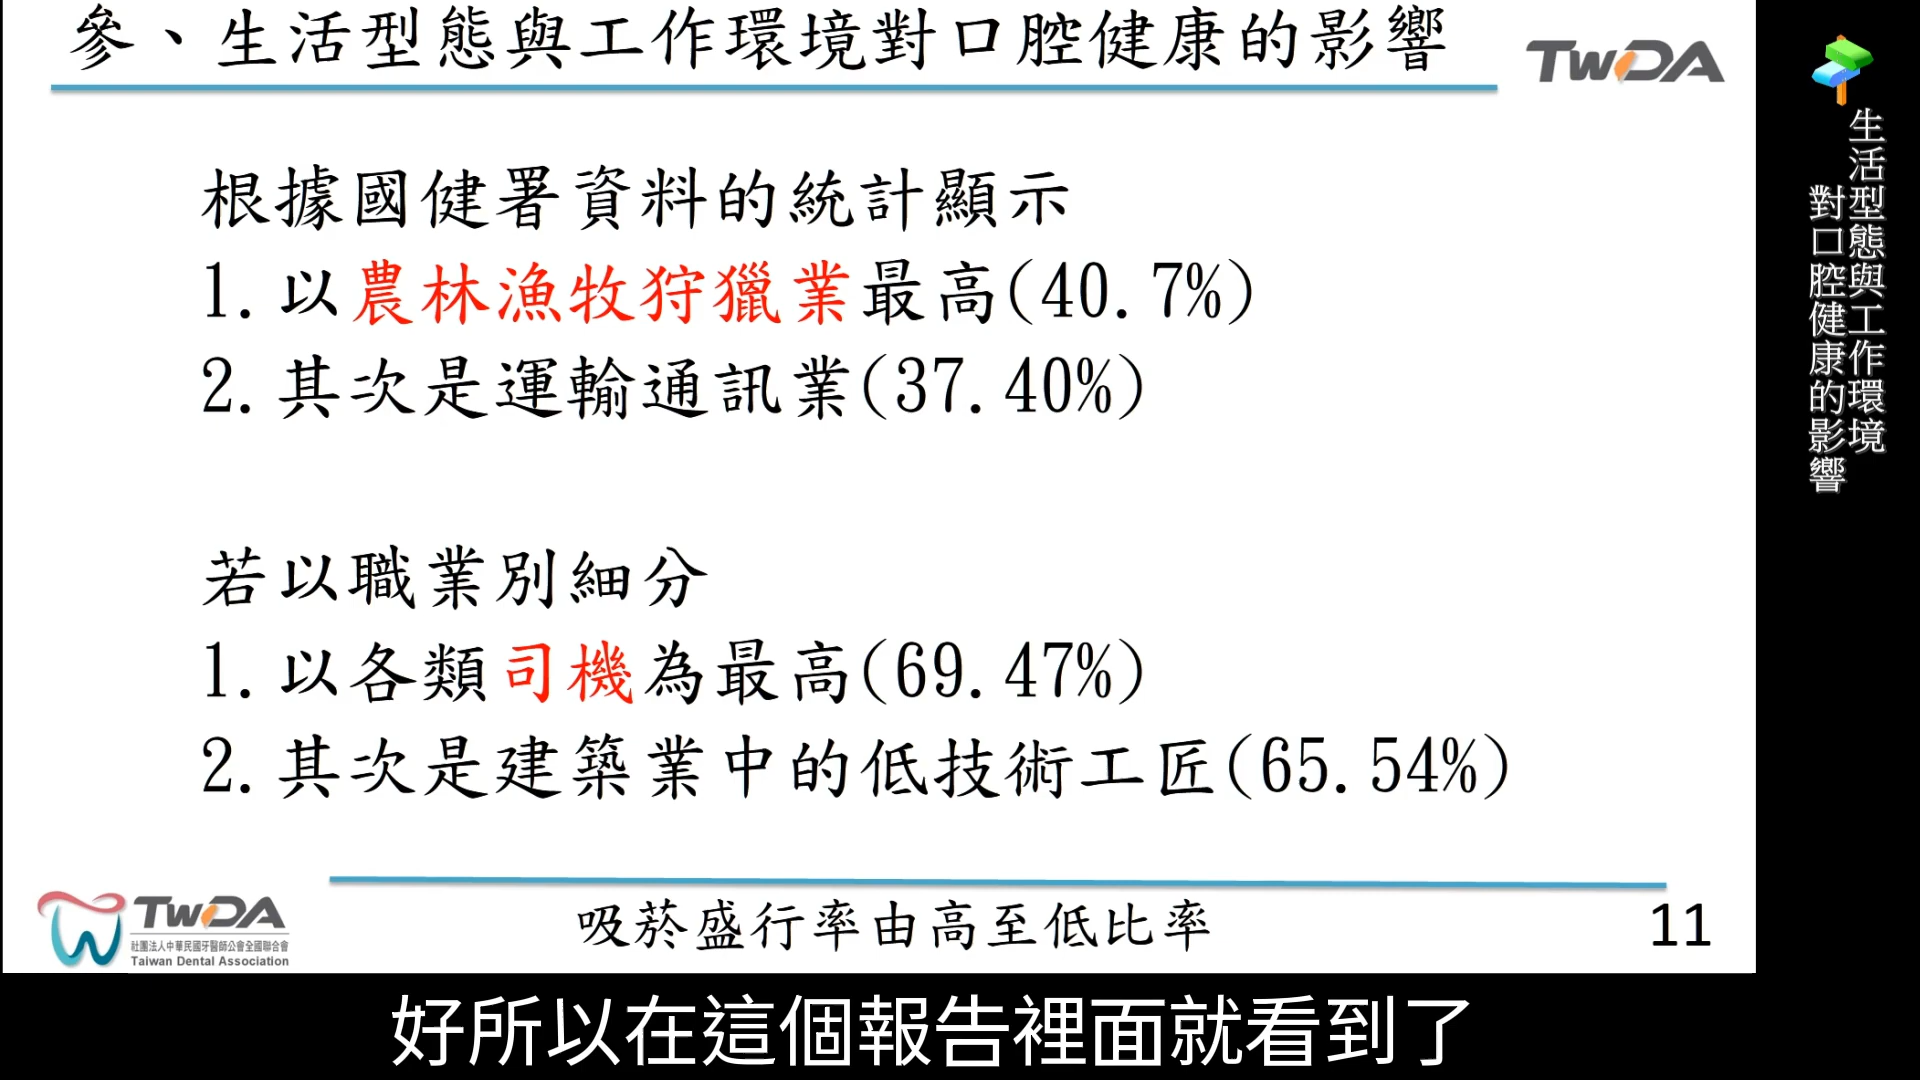 參、生活型態與工作環境對口腔健康的影響
TWDA
根據國健署資料的統計顯示
1.以農林漁牧狩獵業最高(40.7%)
2.其次是運輸通訊業(37.40%)
若以職業別細分
1.以各類司機為最高(69.47%)
2.其次是建築業中的低技術工匠(65.54%)
TWDA
社團法人中華民國牙醫師公會全國聯合會
Taiwan Dental Association
吸菸盛行率由高至低比率
11
生活型態與工作環境
對口腔健康的影響
好所以在這個報告裡面就看到了